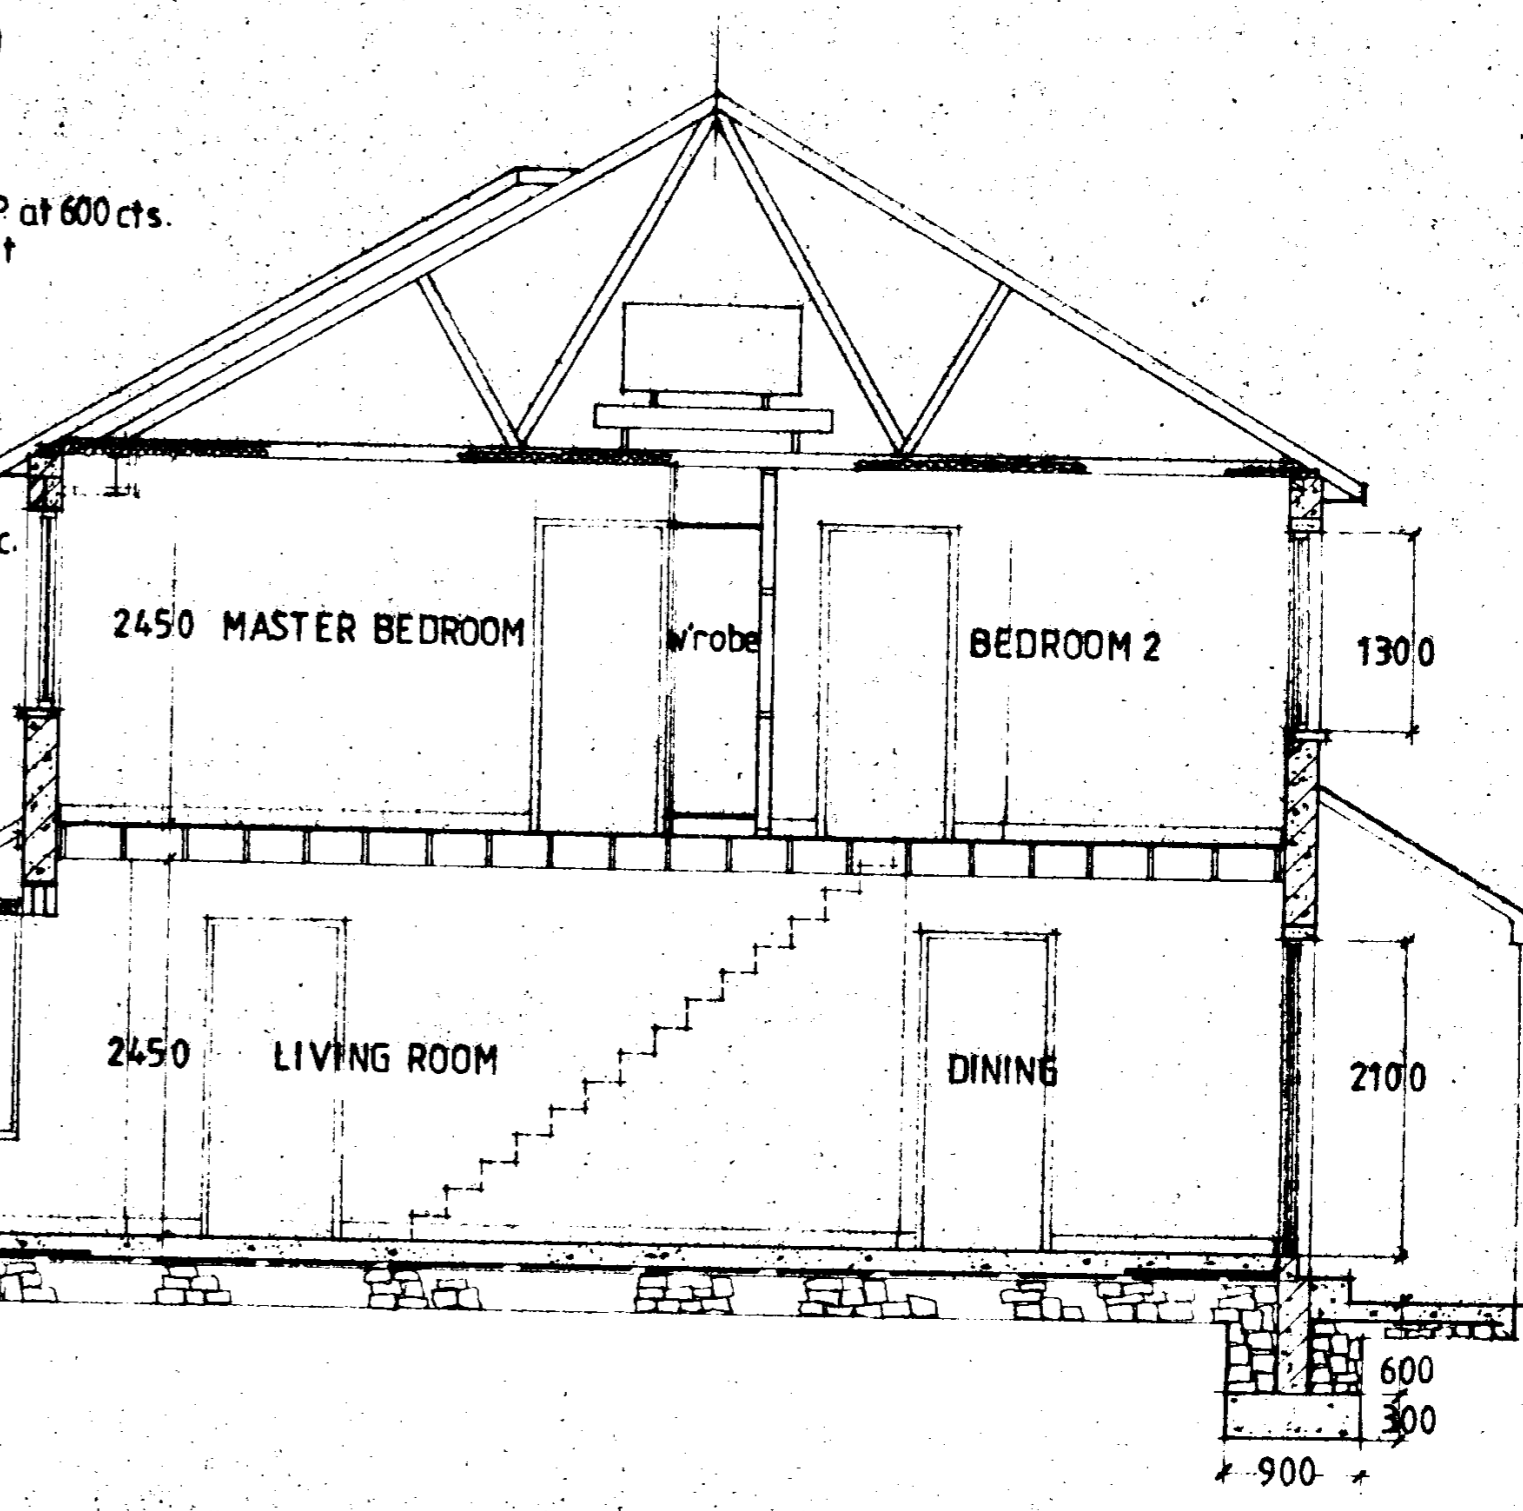 at 600 cts.
2450 MASTER BEDROOM
w'robe
BEDROOM 2
1300
2450
LIVING ROOM
DINING
2100
600
300
900